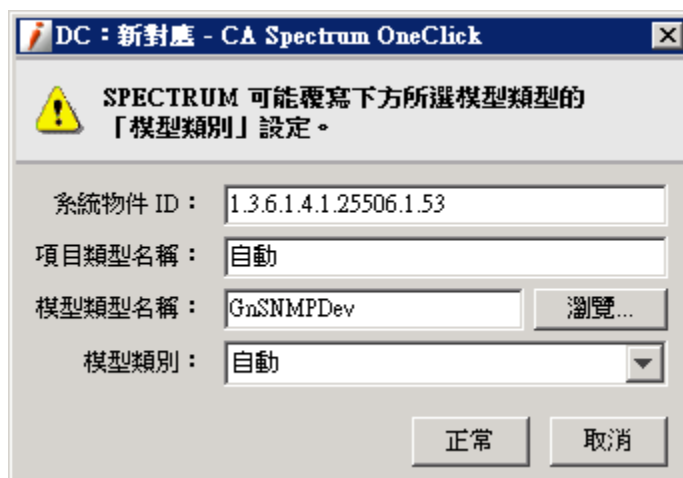 DC：新對應 - CA Spectrum OneClick
SPECTRUM 可能覆寫下方所選模型類型的
「模型類別」設定。
系統物件 ID： 1.3.6.1.4.1.25506.1.53
項目類型名稱： 自動
模型類型名稱： GnSNMPDev 瀏覽...
模型類別： 自動
正常 取消